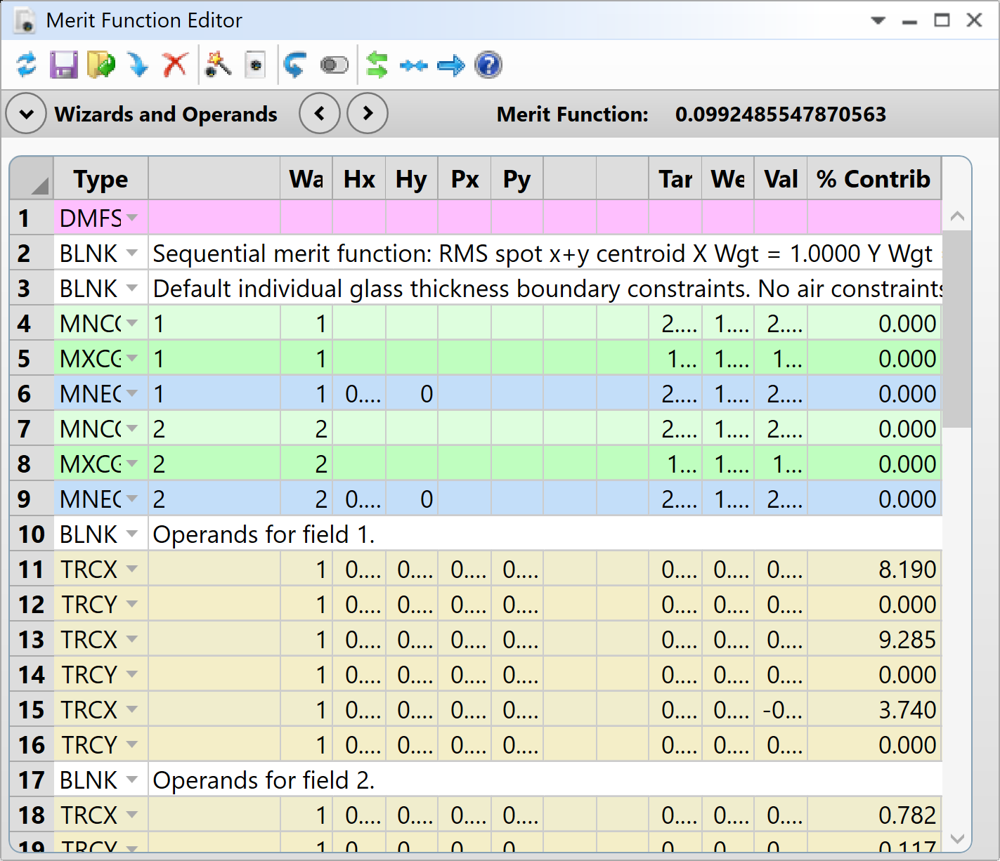 Merit Function Editor
Wizards and Operands Merit Function: 0.0992485547870563
Type Wa Hx Hy Px Py Tar We Val % Contrib
1 DMFS
2 BLNK Sequential merit function: RMS spot x+y centroid X Wgt = 1.0000 Y Wgt
3 BLNK Default individual glass thickness boundary constraints. No air constraints
4 MNCG 1 1 2.... 1.... 2.... 0.000
5 MXCG 1 1 1... 1.... 1... 0.000
6 MNEG 1 1 0.... 0 2.... 1.... 2.... 0.000
7 MNCG 2 2 2.... 1.... 2.... 0.000
8 MXCG 2 2 1... 1.... 1... 0.000
9 MNEG 2 2 0.... 0 2.... 1.... 2.... 0.000
10 BLNK Operands for field 1.
11 TRCX 1 0.... 0.... 0.... 0.... 0.... 0.... 0.... 8.190
12 TRCY 1 0.... 0.... 0.... 0.... 0.... 0.... 0.... 0.000
13 TRCX 1 0.... 0.... 0.... 0.... 0.... 0.... 0.... 9.285
14 TRCY 1 0.... 0.... 0.... 0.... 0.... 0.... 0.... 0.000
15 TRCX 1 0.... 0.... 0.... 0.... 0.... 0.... -0... 3.740
16 TRCY 1 0.... 0.... 0.... 0.... 0.... 0.... 0.... 0.000
17 BLNK Operands for field 2.
18 TRCX 1 0.... 0.... 0.... 0.... 0.... 0.... 0.... 0.782
19 TRCY 1 0 0 0 0 0 0 0 0.117